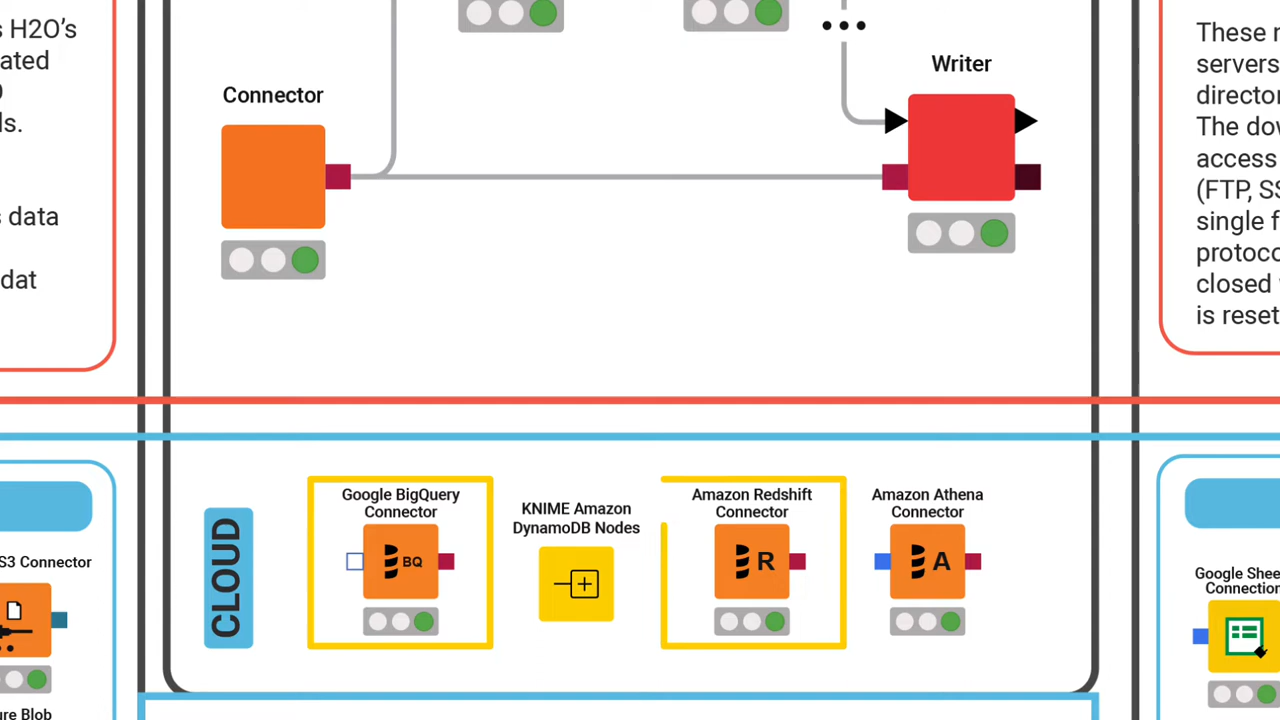 s H2O's
ated
ls.
s data
dat
Connector
•••
Writer
These
servers
director
The dow
access
(FTP, SS
single f
protoco
closed
is reset
CLOUD
Google BigQuery
Connector
BQ
KNIME Amazon
DynamoDB Nodes
Amazon Redshift
Connector
R
Amazon Athena
Connector
A
S3 Connector
ure Blob
Google Shee
Connection